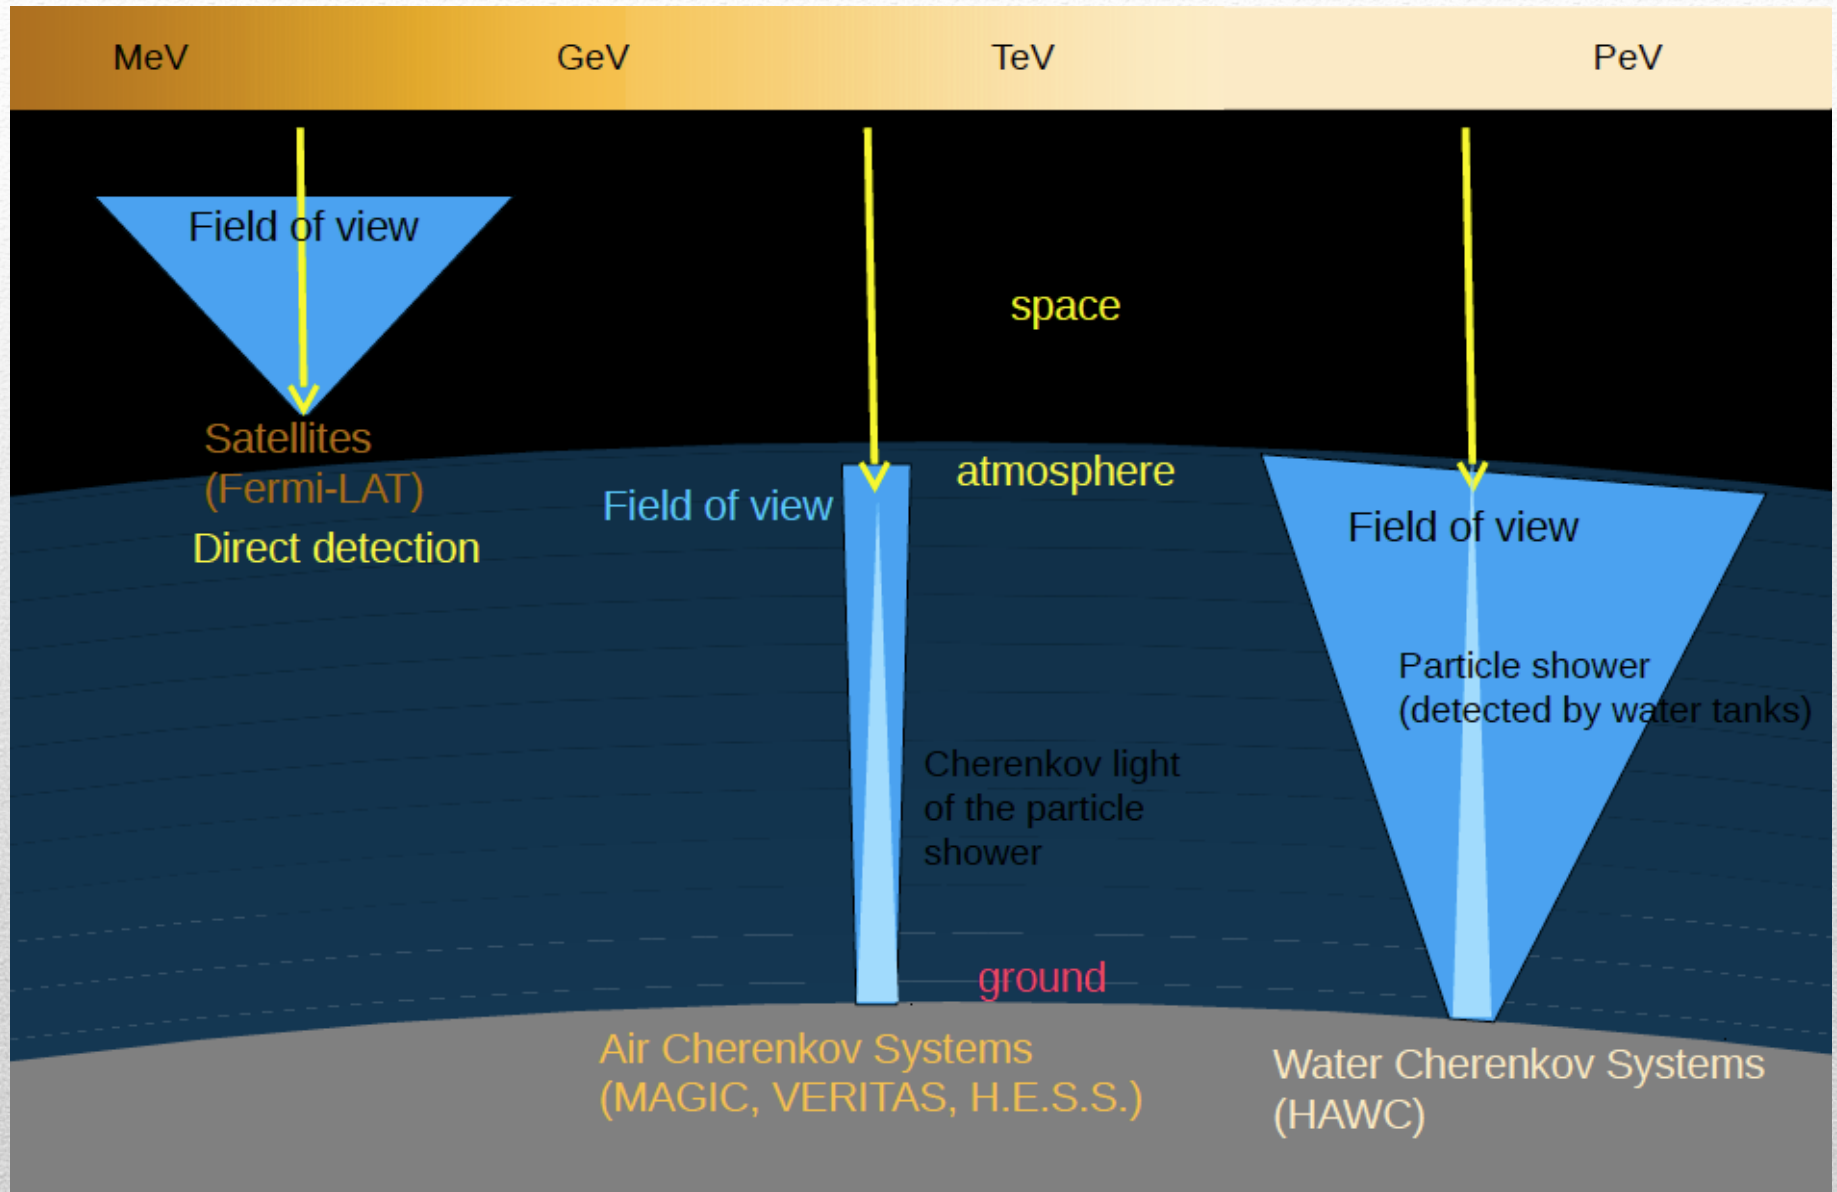 MeV
GeV
TeV
PeV
Field of view
space
Satellites
(Fermi-LAT)
Direct detection
atmosphere
Field of view
Field of view
Particle shower
(detected by water tanks)
Cherenkov light
of the particle
shower
ground
Air Cherenkov Systems
(MAGIC, VERITAS, H.E.S.S.)
Water Cherenkov Systems
(HAWC)